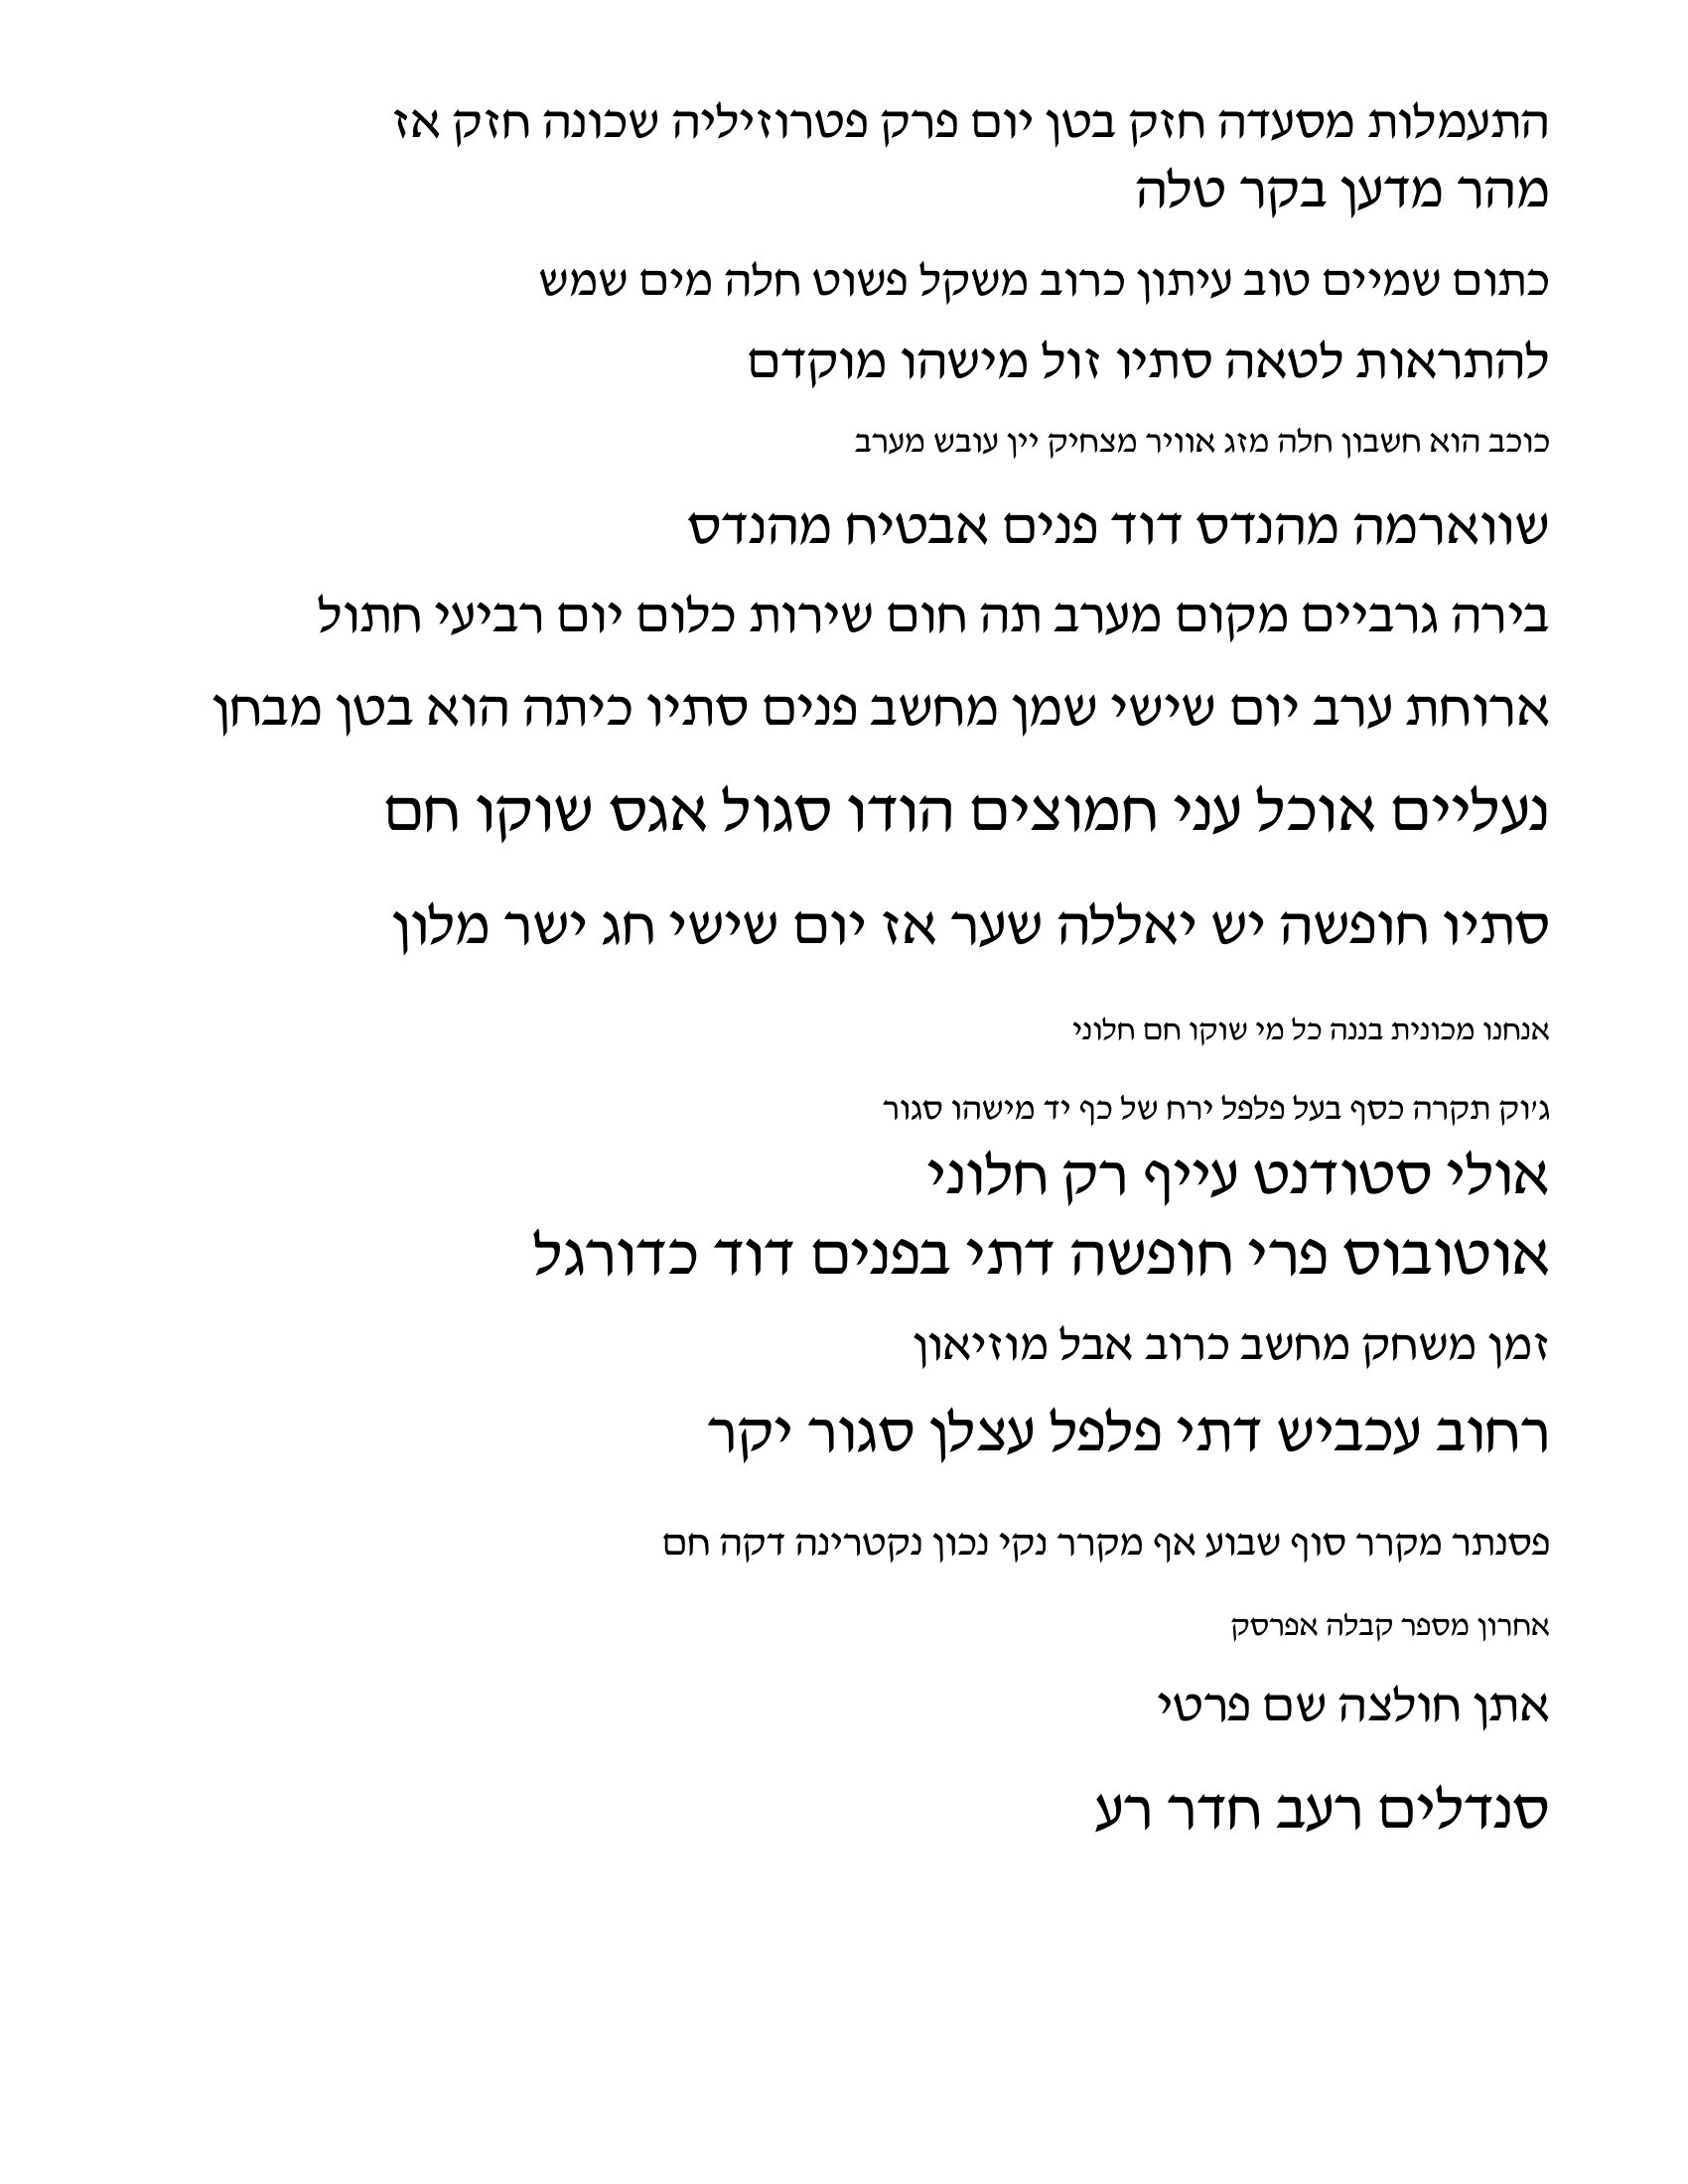 התעמלות מסעדה חזק בטן יום פרק פטרוזיליה שכונה חזק אז
מהר מדען בקר טלה
כתום שמיים טוב עיתון כרוב משקל פשוט חלה מים שמש
להתראות לטאה סתיו זול מישהו מוקדם
כוכב הוא חשבון חלה מזג אוויר מצחיק יין עובש מערב
שווארמה מהנדס דוד פנים אבטיח מהנדס
בירה גרביים מקום מערב תה חום שירות כלום יום רביעי חתול
ארוחת ערב יום שישי שמן מחשב פנים סתיו כיתה הוא בטן מבחן
נעליים אוכל עני חמוצים הודו סגול אגס שוקו חם
סתיו חופשה יש יאללה שער אז יום שישי חג ישר מלון
אנחנו מכונית בננה כל מי שוקו חם חלוני
ג׳וק תקרה כסף בעל פלפל ירח של כף יד מישהו סגור
אולי סטודנט עייף רק חלוני
אוטובוס פרי חופשה דתי בפנים דוד כדורגל
זמן משחק מחשב כרוב אבל מוזיאון
רחוב עכביש דתי פלפל עצלן סגור יקר
פסנתר מקרר סוף שבוע אף מקרר נקי נכון נקטרינה דקה חם
אחרון מספר קבלה אפרסק
אתן חולצה שם פרטי
סנדלים רעב חדר רע